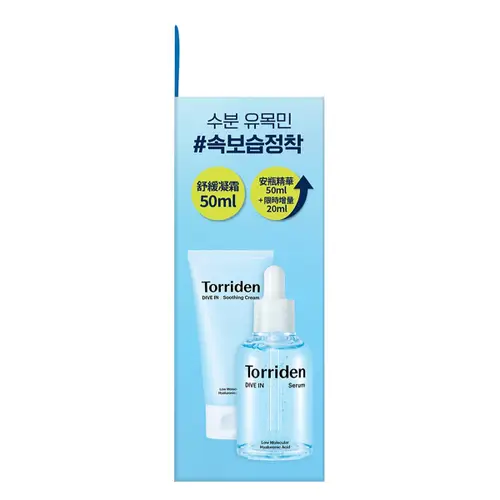 수분 유목민
#속보습정착
舒緩凝霜
50ml
安瓶精華
50ml
+限時增量
20ml
Torriden
DIVE IN Soothing Cream
Low Molecular
Hyaluronic Acid
Torriden
DIVE IN Serum
Low Molecular
Hyaluronic Acid